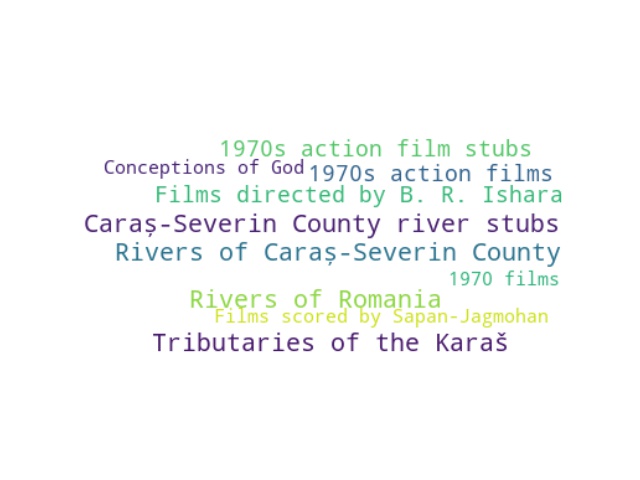 1970s action film stubs
Conceptions of God
1970s action films
Films directed by B. R. Ishara
Caraș-Severin County river stubs
Rivers of Caraș-Severin County
1970 films
Rivers of Romania
Films scored by Sapan-Jagmohan
Tributaries of the Karaš